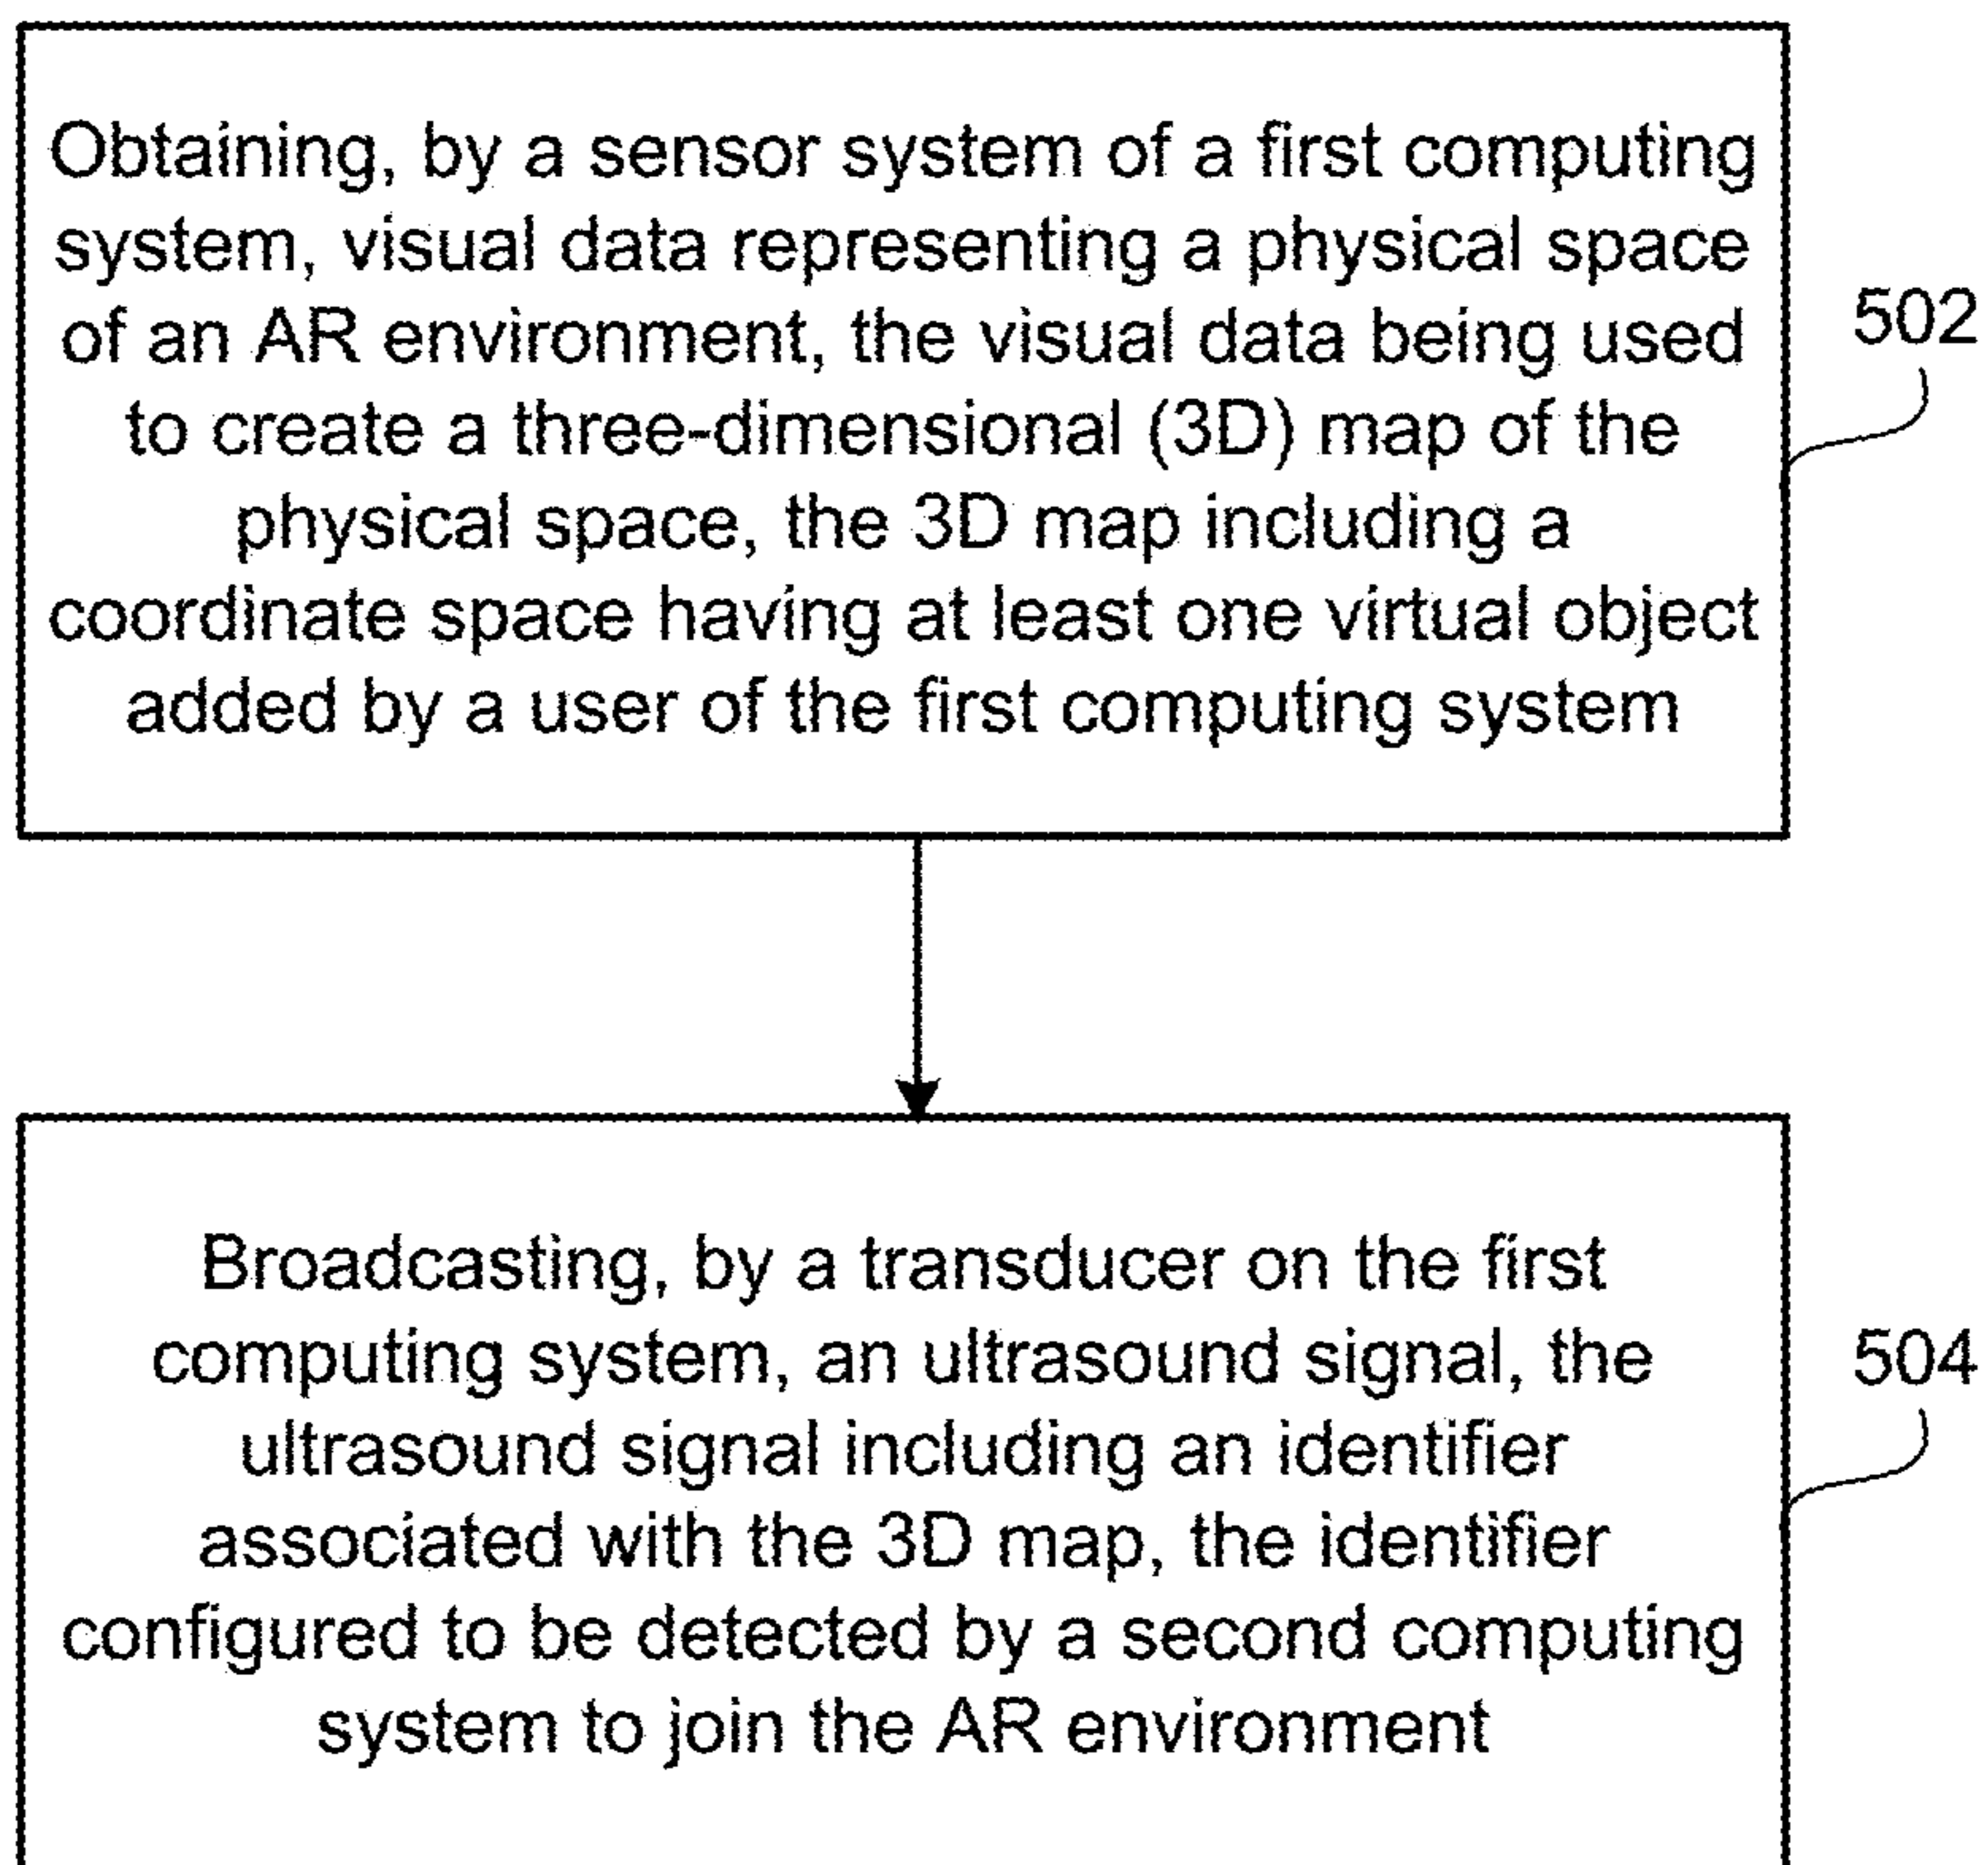 Obtaining, by a sensor system of a first computing
system, visual data representing a physical space
of an AR environment, the visual data being used
to create a three-dimensional (3D) map of the
physical space, the 3D map including a
coordinate space having at least one virtual object
added by a user of the first computing system
502
Broadcasting, by a transducer on the first
computing system, an ultrasound signal, the
ultrasound signal including an identifier
associated with the 3D map, the identifier
configured to be detected by a second computing
system to join the AR environment
504